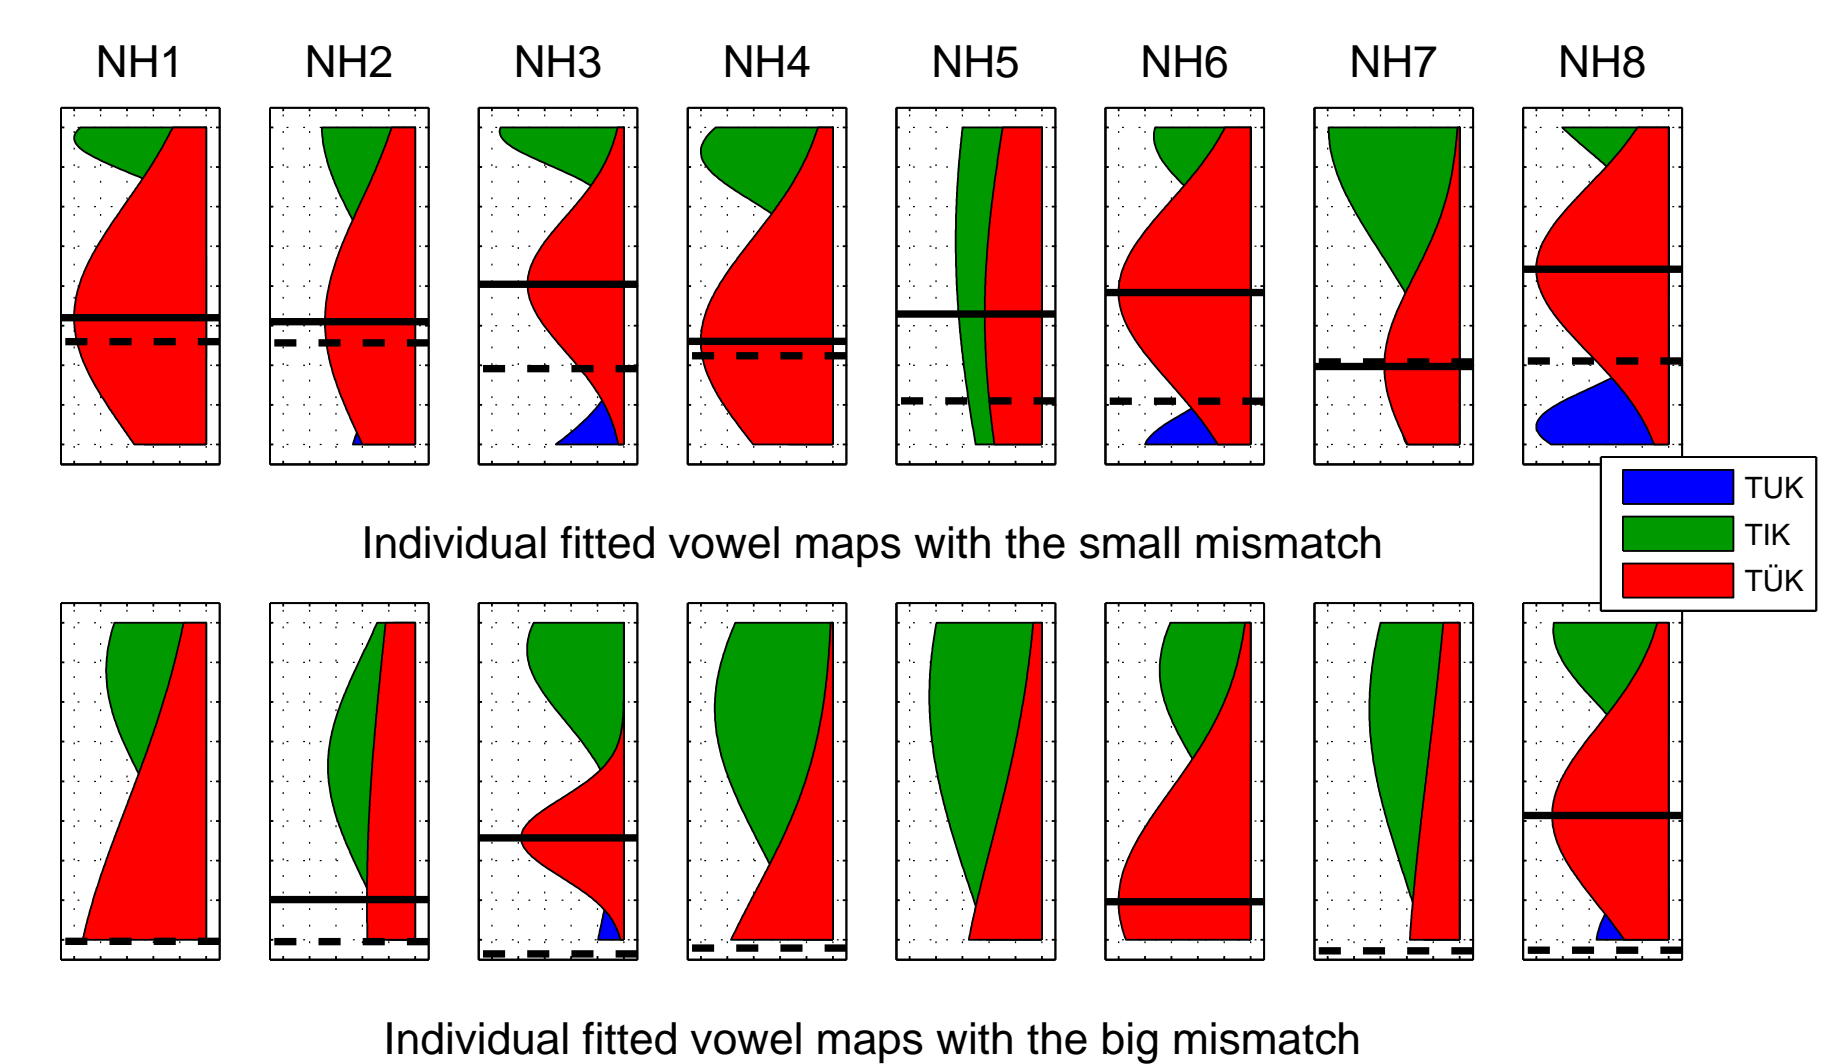 NH1 NH2 NH3 NH4 NH5 NH6 NH7 NH8
TUK
TIK
TÜK
Individual fitted vowel maps with the small mismatch
Individual fitted vowel maps with the big mismatch